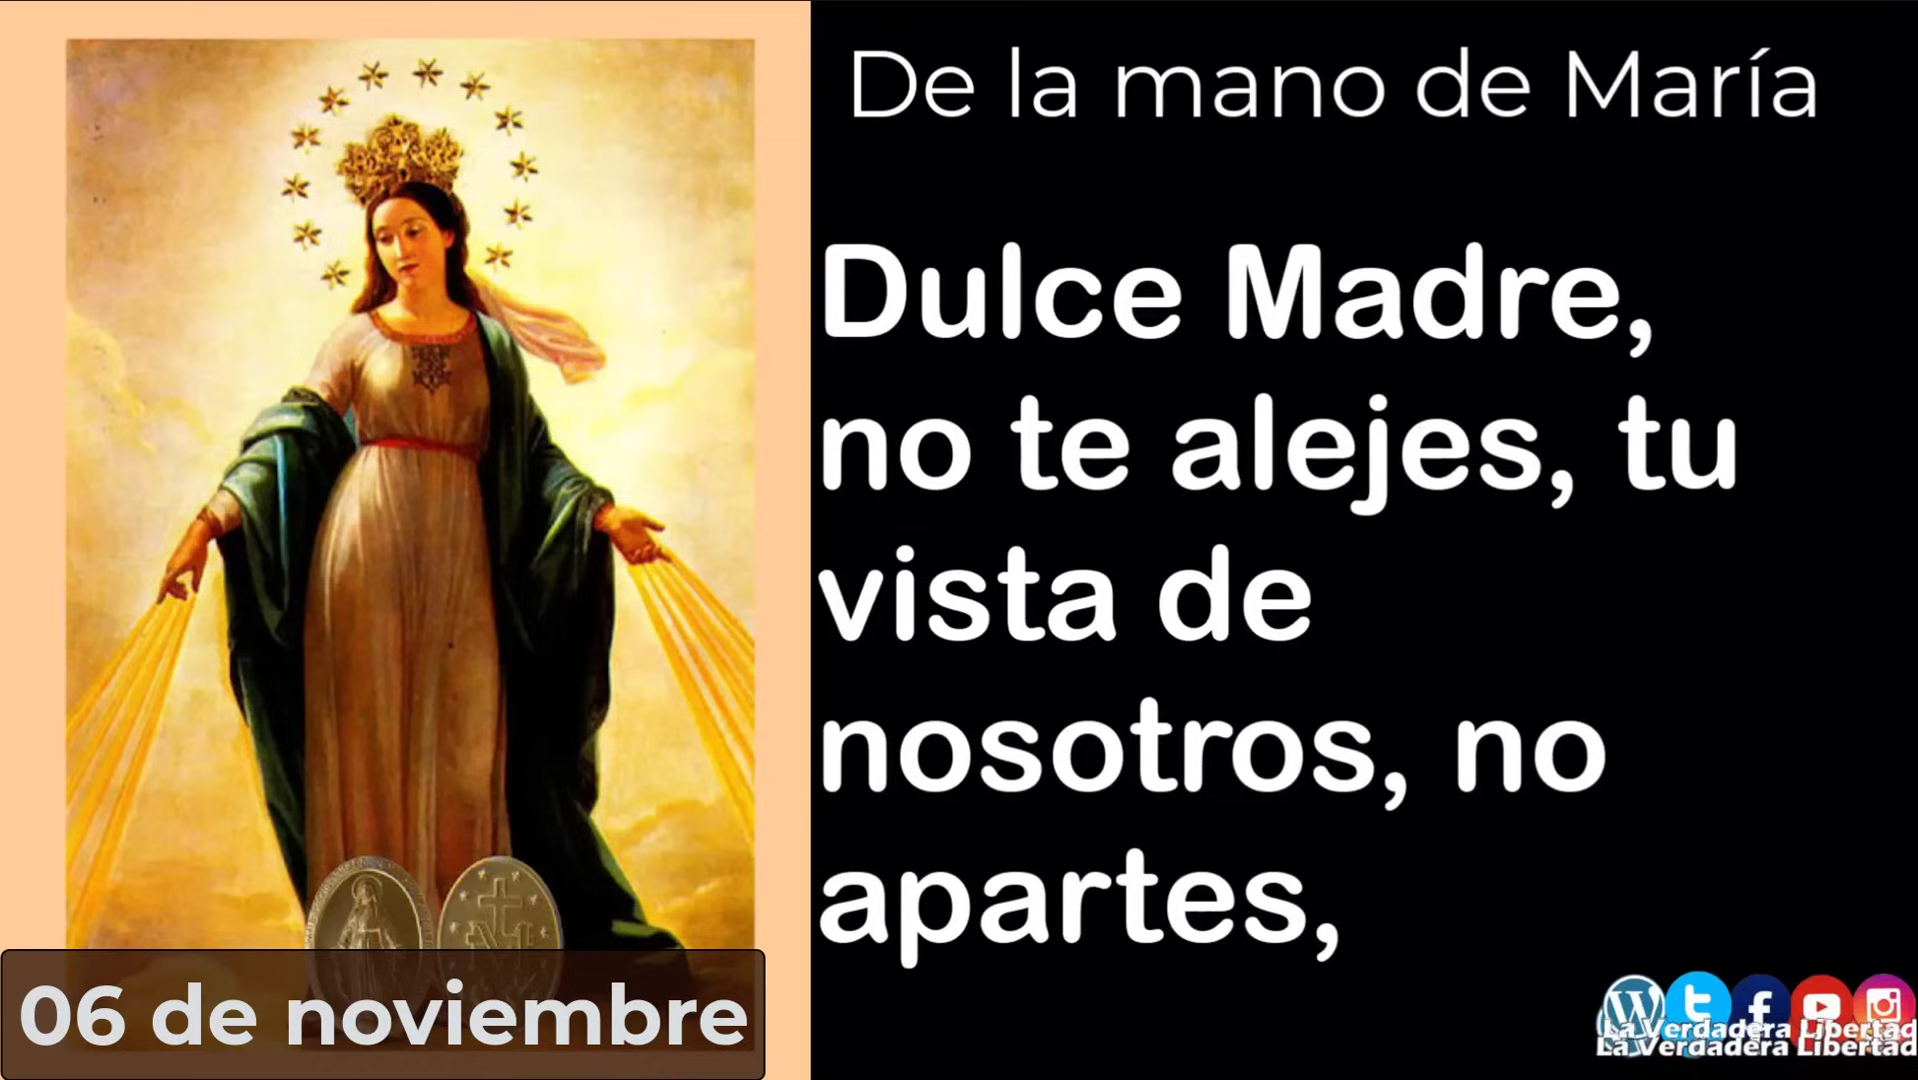 De la mano de María
Dulce Madre,
no te alejes, tu
vista de
nosotros, no
apartes,
06 de noviembre
La Verdadera Libertad
La Verdadera Libertad